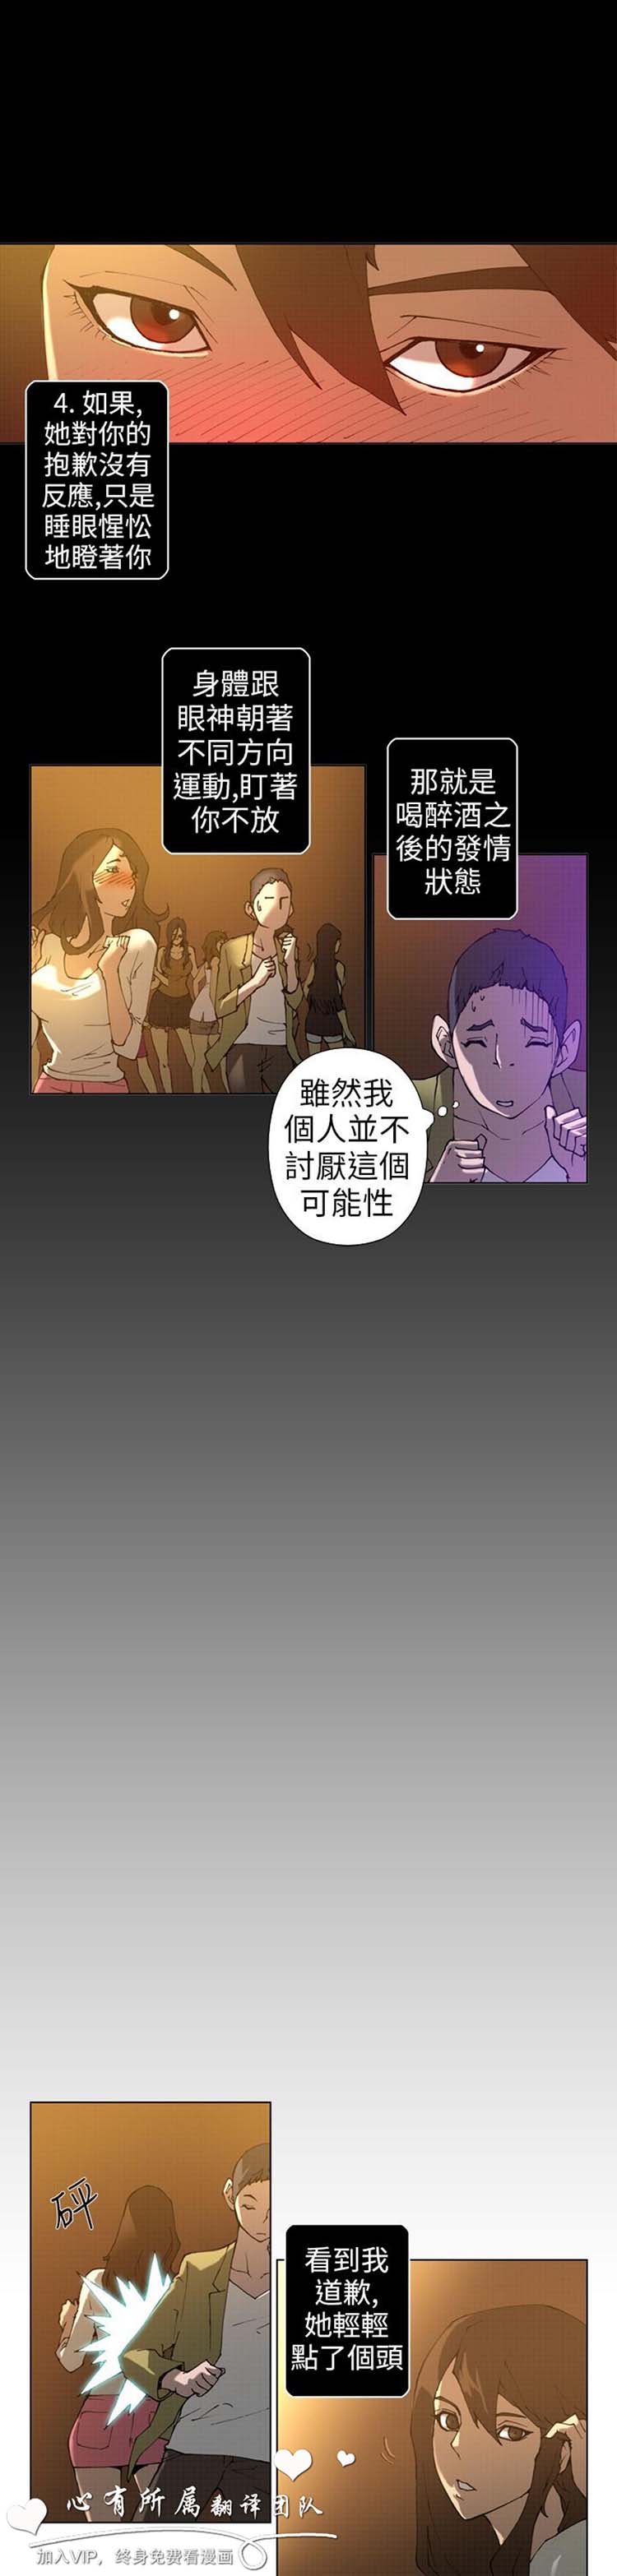 4. 如果,
她對你的
抱歉沒有
反應,只是
睡眼惺忪
地瞪著你
身體跟
眼神朝著
不同方向
運動,盯著
你不放
那就是
喝醉酒之
後的發情
狀態
雖然我
個人並不
討厭這個
可能性
砰
看到我
道歉,
她輕輕
點了個頭
心有所属翻译团队
加入VIP，终身免费看漫画